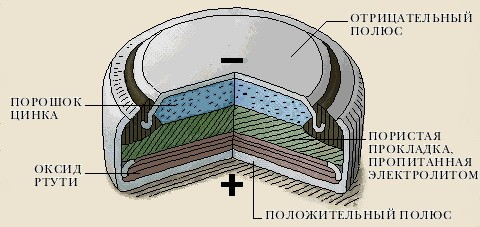 ОТРИЦАТЕЛЬНЫЙ
ПОЛЮС
−
ПОРОШОК
ЦИНКА
ПОРИСТАЯ
ПРОКЛАДКА,
ПРОПИТАННАЯ
ЭЛЕКТРОЛИТОМ
ОКСИД
РТУТИ
+
ПОЛОЖИТЕЛЬНЫЙ ПОЛЮС